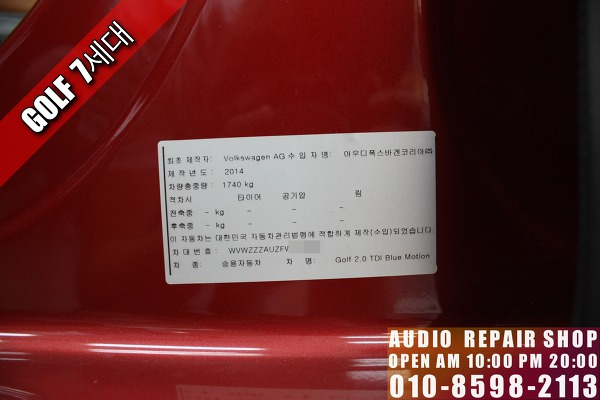 GOLF 7세대
최초 제작자: Volkswagen AG 수 입 자 명: 아우디폭스바겐코리아㈜
제 작 년 도 : 2014
차량총중량 : 1740 kg
적차시 타이어 공기압 림
전축중 - kg - - -
후축중 - kg - - -
이 자동차는 대한민국 자동차관리법령에 적합하게 제작(수입)되었습니다
차 대 번 호 : WVWZZZAUZFV
차 종: 승용자동차 차 명: Golf 2.0 TDI Blue Motion
AUDIO REPAIR SHOP
OPEN AM 10:00 PM 20:00
010-8598-2113